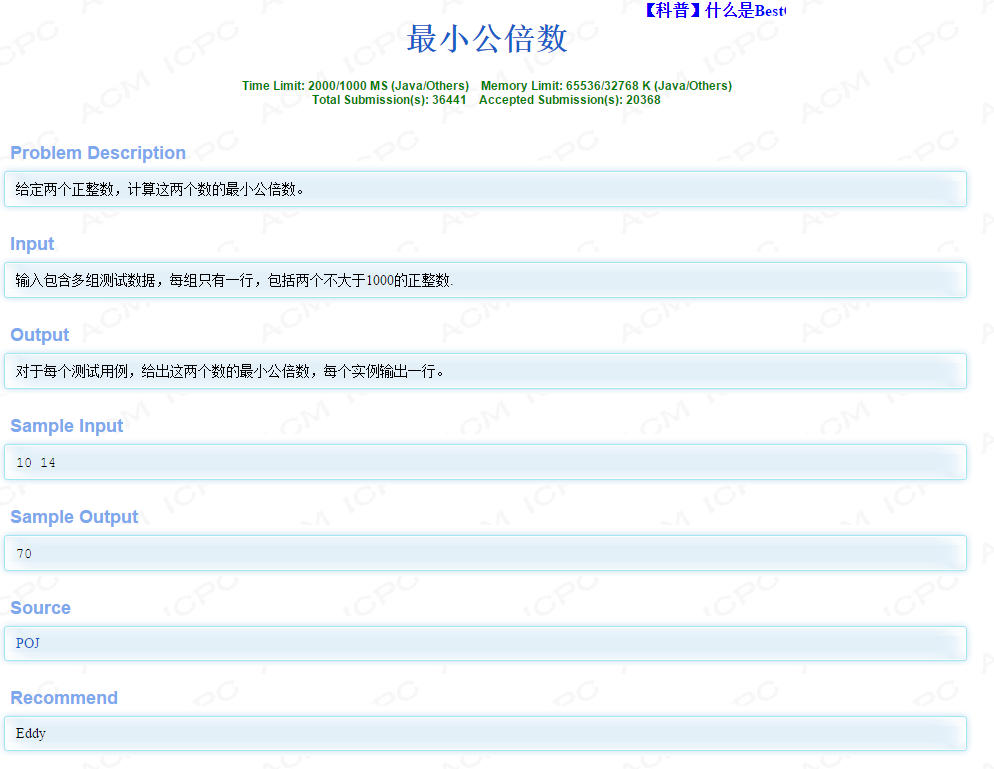 【科普】什么是Best
最小公倍数
Time Limit: 2000/1000 MS (Java/Others)    Memory Limit: 65536/32768 K (Java/Others)
Total Submission(s): 36441    Accepted Submission(s): 20368
Problem Description
给定两个正整数，计算这两个数的最小公倍数。
Input
输入包含多组测试数据，每组只有一行，包括两个不大于1000的正整数.
Output
对于每个测试用例，给出这两个数的最小公倍数，每个实例输出一行。
Sample Input
10 14
Sample Output
70
Source
POJ
Recommend
Eddy